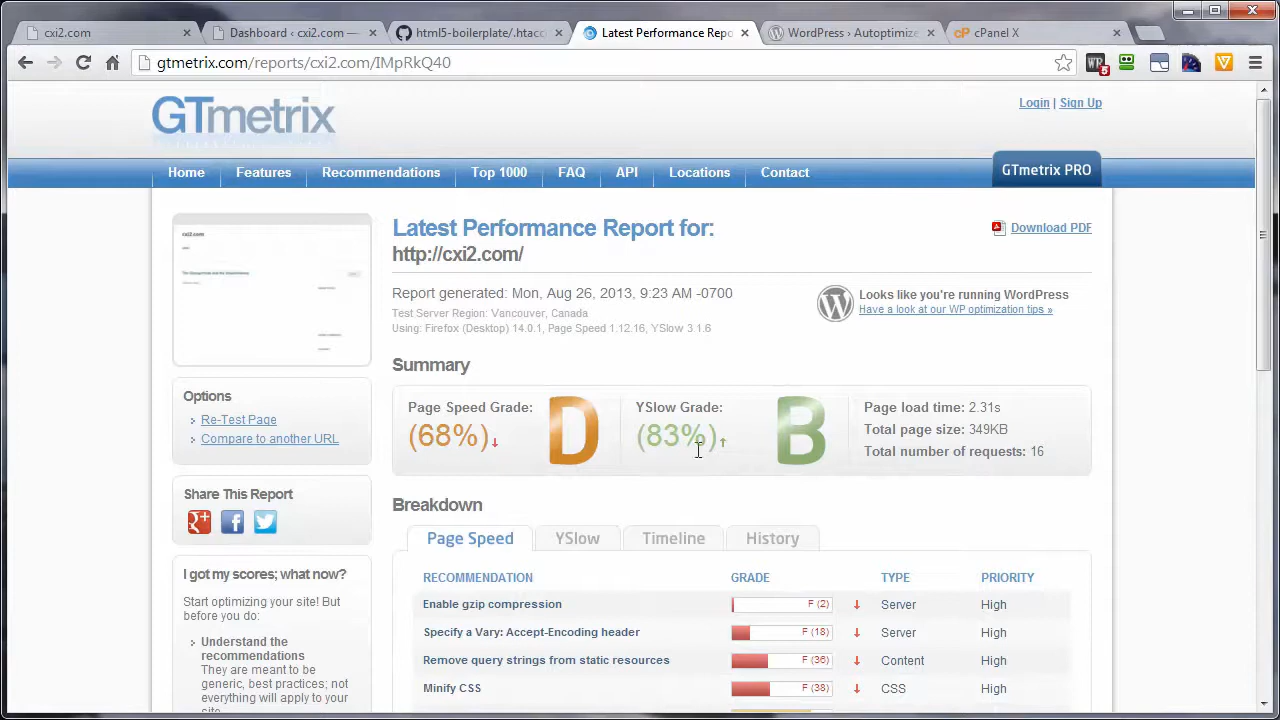 cxi2.com
Dashboard ‹ cxi2.com —
html5-boilerplate/.htacc
Latest Performance Repo
WordPress › Autoptimize
cPanel X
gtmetrix.com/reports/cxi2.com/IMpRkQ40
5
GTmetrix
Login | Sign Up
Home
Features
Recommendations
Top 1000
FAQ
API
Locations
Contact
GTmetrix PRO
cxi2.com
Latest Performance Report for:
http://cxi2.com/
Download PDF
Report generated: Mon, Aug 26, 2013, 9:23 AM -0700
Test Server Region: Vancouver, Canada
Using: Firefox (Desktop) 14.0.1, Page Speed 1.12.16, YSlow 3.1.6
Looks like you're running WordPress
Have a look at our WP optimization tips »
Summary
Page Speed Grade:
(68%)↓
D
YSlow Grade:
(83%)↑
B
Page load time: 2.31s
Total page size: 349KB
Total number of requests: 16
Options
Re-Test Page
Compare to another URL
Share This Report
I got my scores; what now?
Start optimizing your site! But
before you do:
Understand the
recommendations
They are meant to be
generic, best practices; not
everything will apply to your
site.
Breakdown
Page Speed
YSlow
Timeline
History
RECOMMENDATION GRADE TYPE PRIORITY
Enable gzip compression F (2) ↓ Server High
Specify a Vary: Accept-Encoding header F (18) ↓ Server High
Remove query strings from static resources F (36) ↓ Content High
Minify CSS F (38) ↓ CSS High